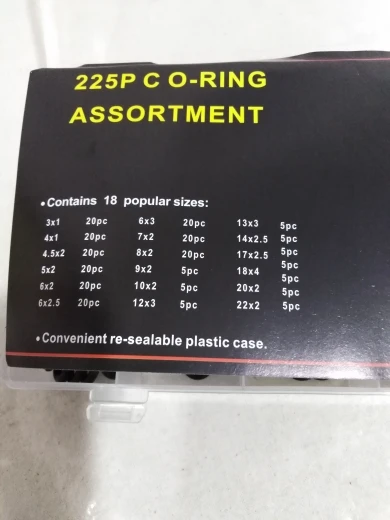 225P C O-RING
ASSORTMENT
•Contains 18 popular sizes:
3x1 20pc 6x3 20pc 13x3 5pc
4x1 20pc 7x2 20pc 14x2.5 5pc
4.5x2 20pc 8x2 20pc 17x2.5 5pc
5x2 20pc 9x2 5pc 18x4 5pc
6x2 20pc 10x2 5pc 20x2 5pc
6x2.5 20pc 12x3 5pc 22x2 5pc
•Convenient re-sealable plastic case.